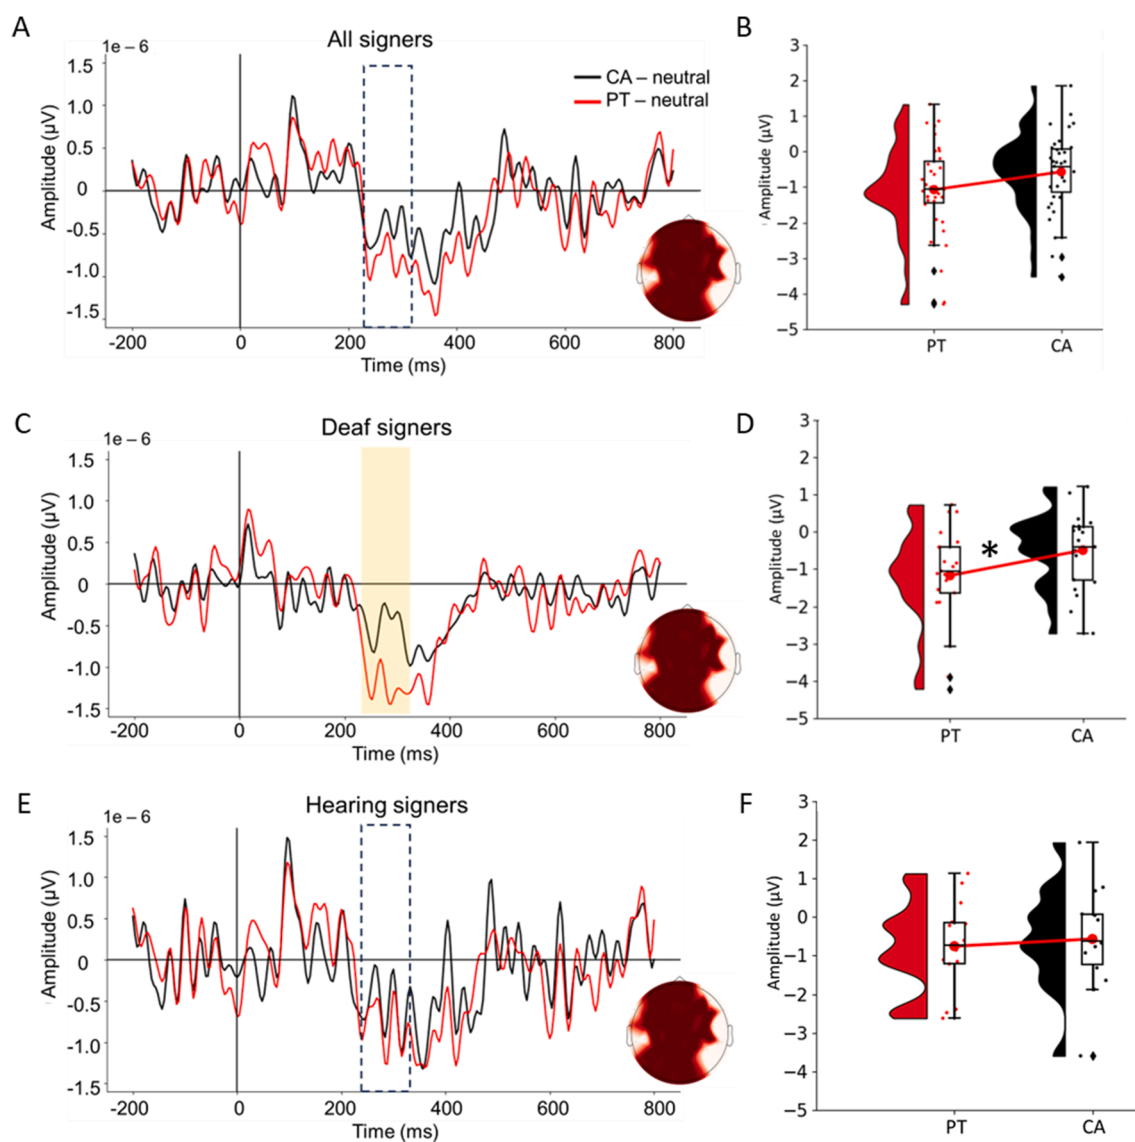 A
All signers
1e – 6
CA – neutral
PT – neutral
Amplitude (µV)
1.5
1.0
0.5
0
-0.5
-1.0
-1.5
-200 0 200 400 600 800
Time (ms)
B
Amplitude (µV)
3
2
1
0
−1
−2
−3
−4
−5
PT CA
C
Deaf signers
1e – 6
Amplitude (µV)
1.5
1.0
0.5
0
-0.5
-1.0
-1.5
-200 0 200 400 600 800
Time (ms)
D
Amplitude (µV)
3
2
1
0
−1
−2
−3
−4
−5
*
PT CA
E
Hearing signers
1e – 6
Amplitude (µV)
1.5
1.0
0.5
0
-0.5
-1.0
-1.5
-200 0 200 400 600 800
Time (ms)
F
Amplitude (µV)
3
2
1
0
−1
−2
−3
−4
−5
PT CA